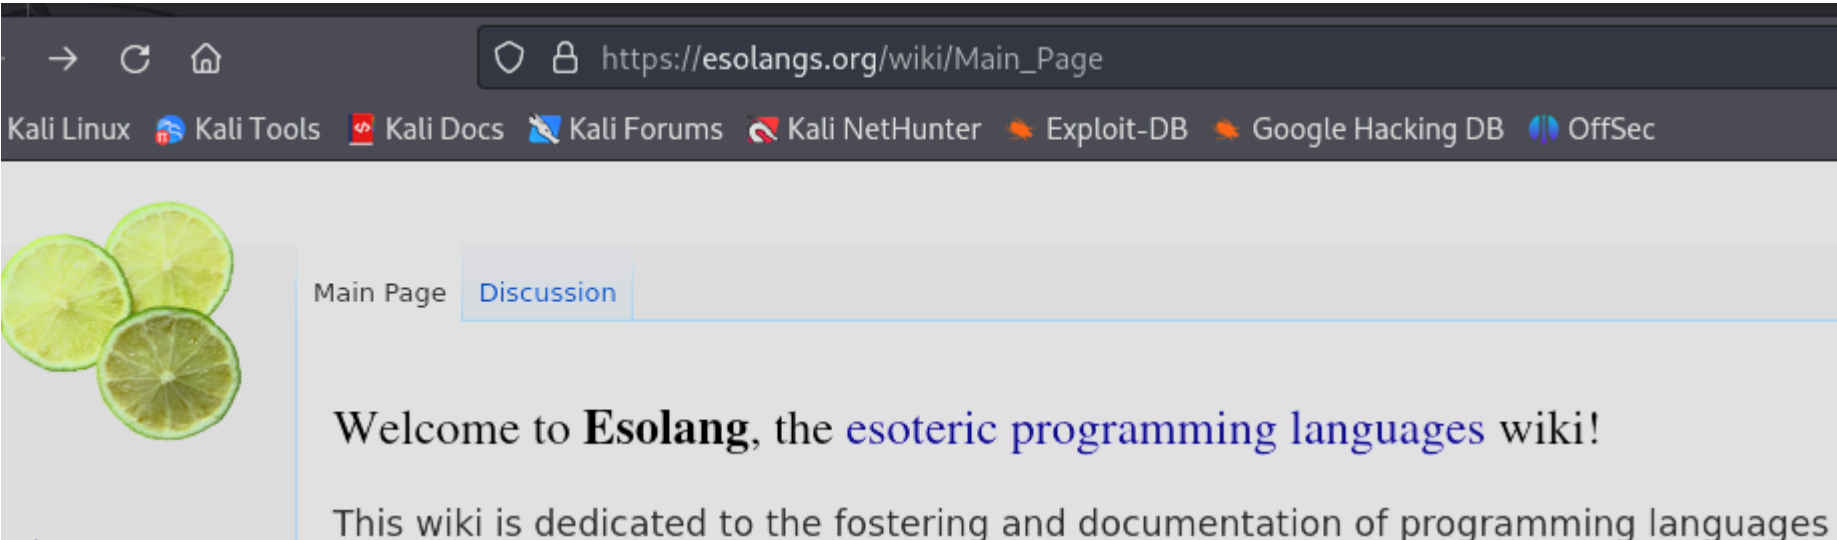 https://esolangs.org/wiki/Main_Page
Kali Linux Kali Tools Kali Docs Kali Forums Kali NetHunter Exploit-DB Google Hacking DB OffSec
Main Page Discussion
Welcome to Esolang, the esoteric programming languages wiki!
This wiki is dedicated to the fostering and documentation of programming languages